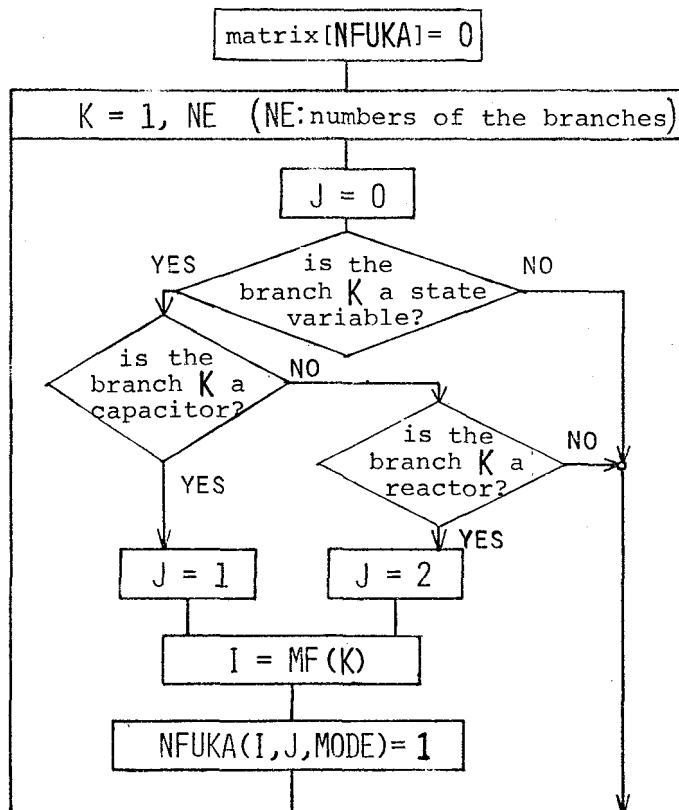 matrix[NFUKA]= 0
K = 1, NE (NE:numbers of the branches)
J = 0
YES
is the
branch K a state
variable?
NO
is the
branch K a
capacitor?
NO
is the
branch K a
reactor?
NO
YES
YES
J = 1
J = 2
I = MF(K)
NFUKA(I,J,MODE)= 1